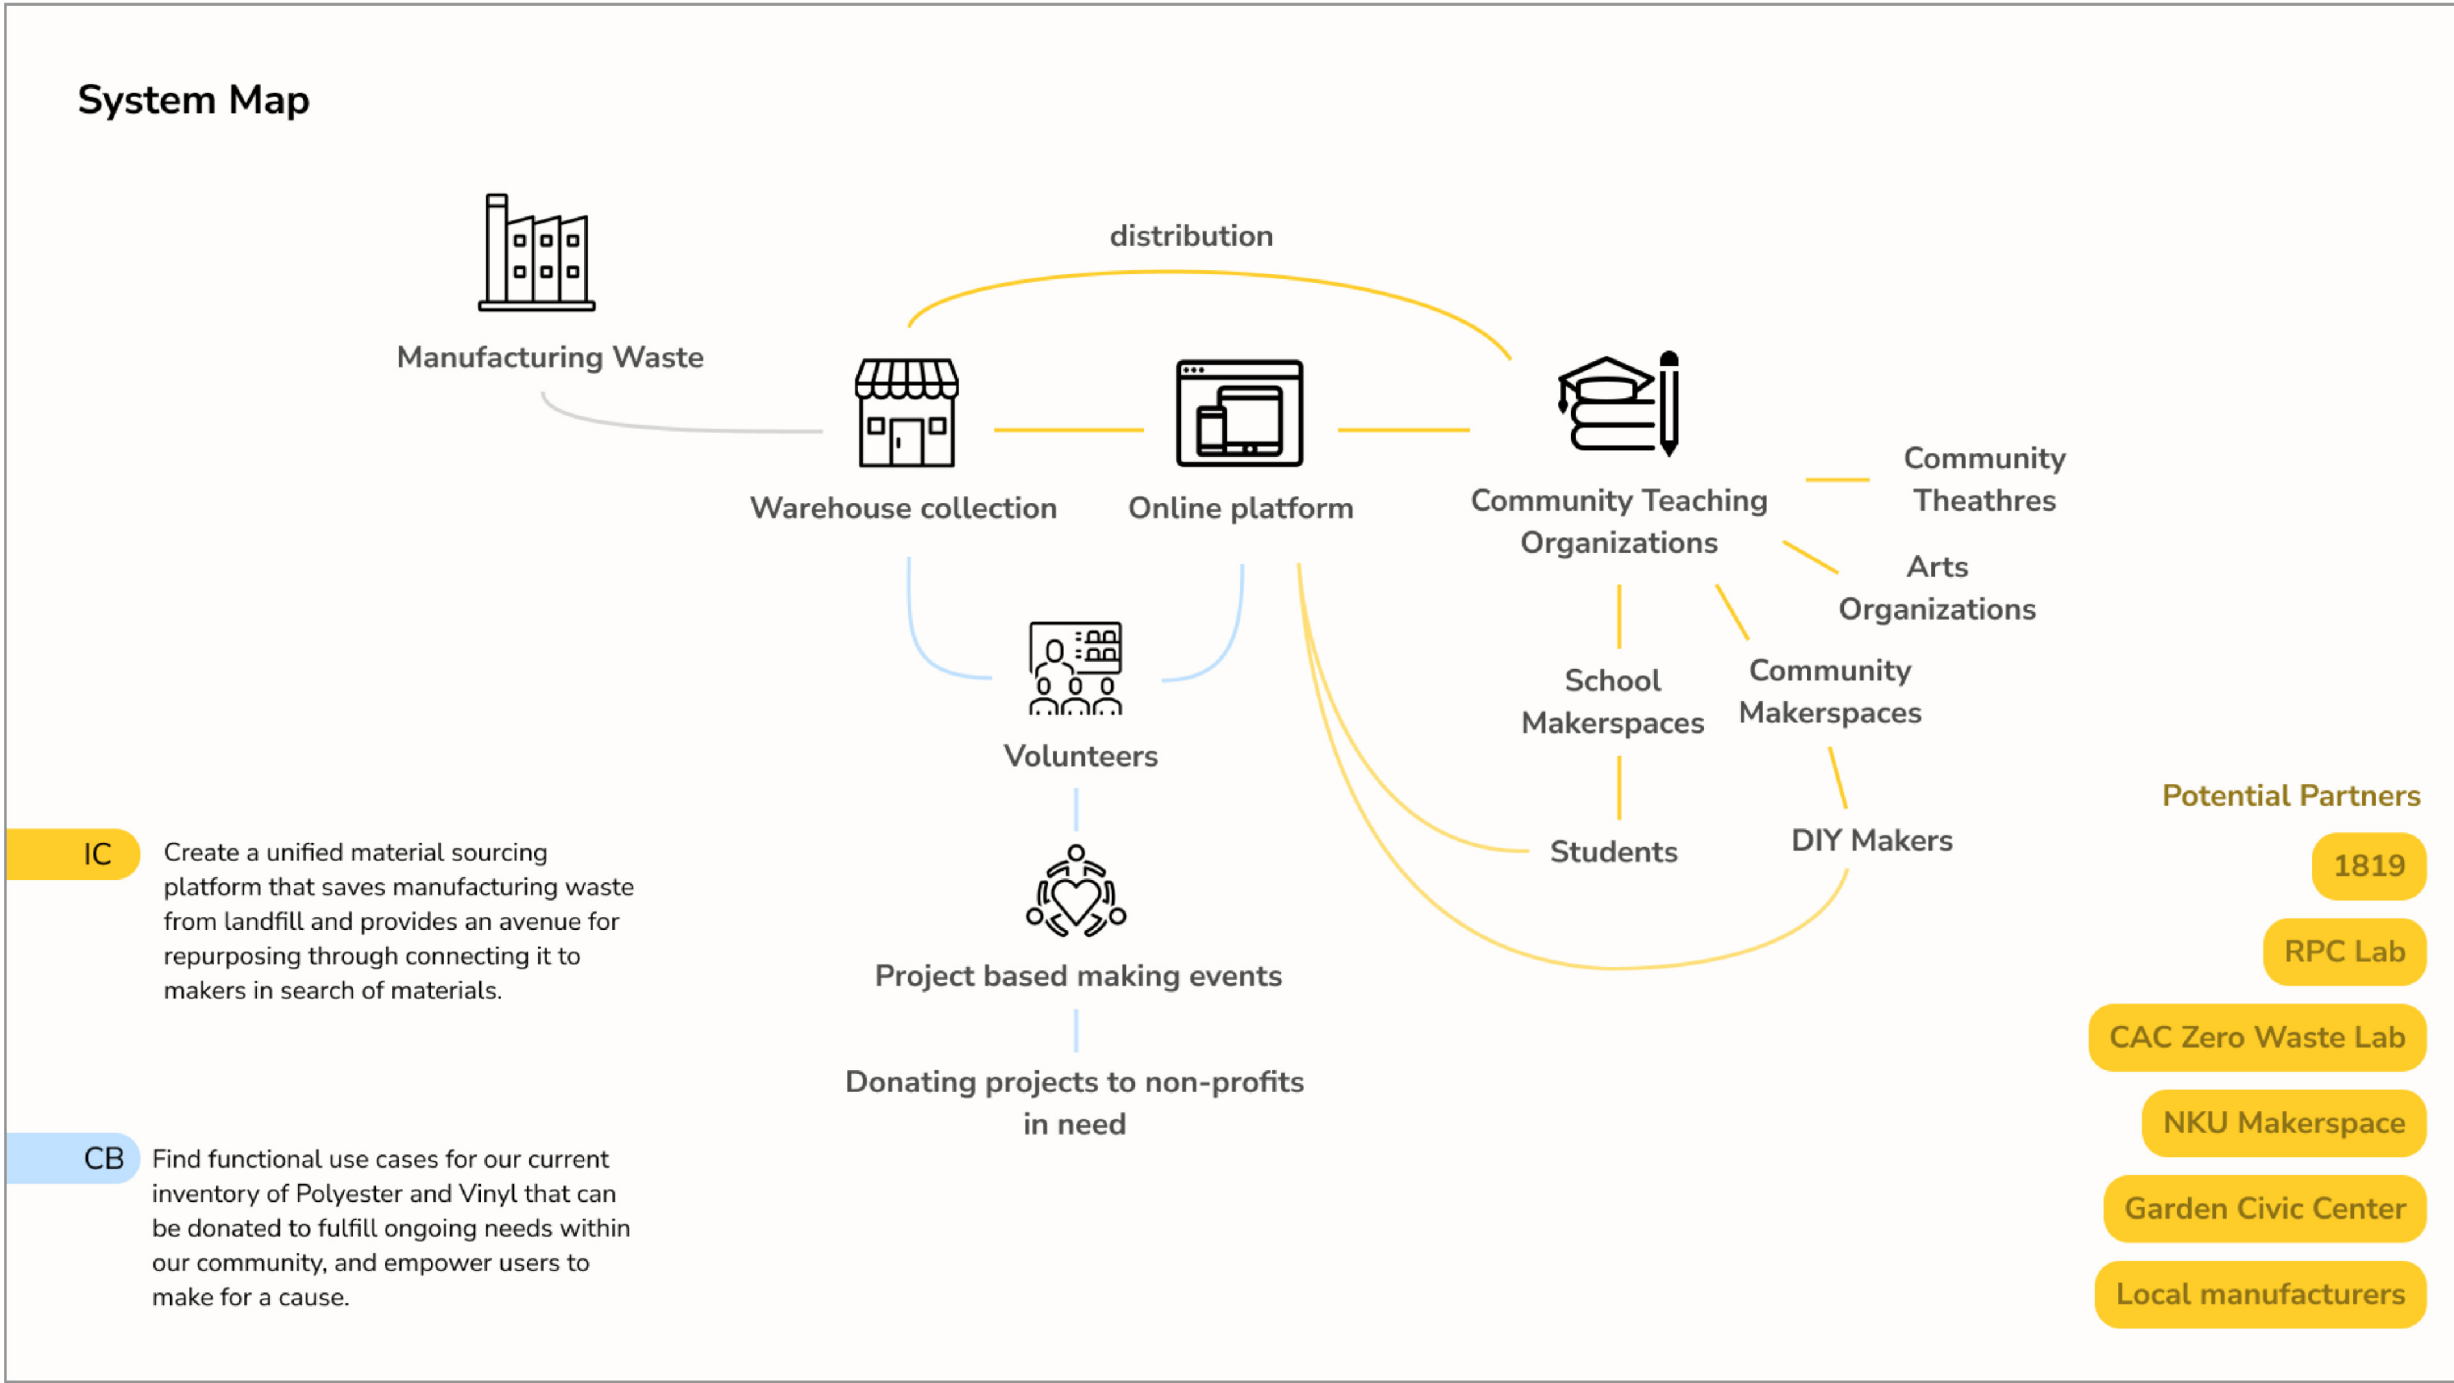 System Map
distribution
Manufacturing Waste
Warehouse collection
Online platform
Community Teaching
Organizations
Community
Theathres
Arts
Organizations
School
Makerspaces
Community
Makerspaces
Students
DIY Makers
Volunteers
Project based making events
Donating projects to non-profits
in need
IC
Create a unified material sourcing
platform that saves manufacturing waste
from landfill and provides an avenue for
repurposing through connecting it to
makers in search of materials.
CB
Find functional use cases for our current
inventory of Polyester and Vinyl that can
be donated to fulfill ongoing needs within
our community, and empower users to
make for a cause.
Potential Partners
1819
RPC Lab
CAC Zero Waste Lab
NKU Makerspace
Garden Civic Center
Local manufacturers